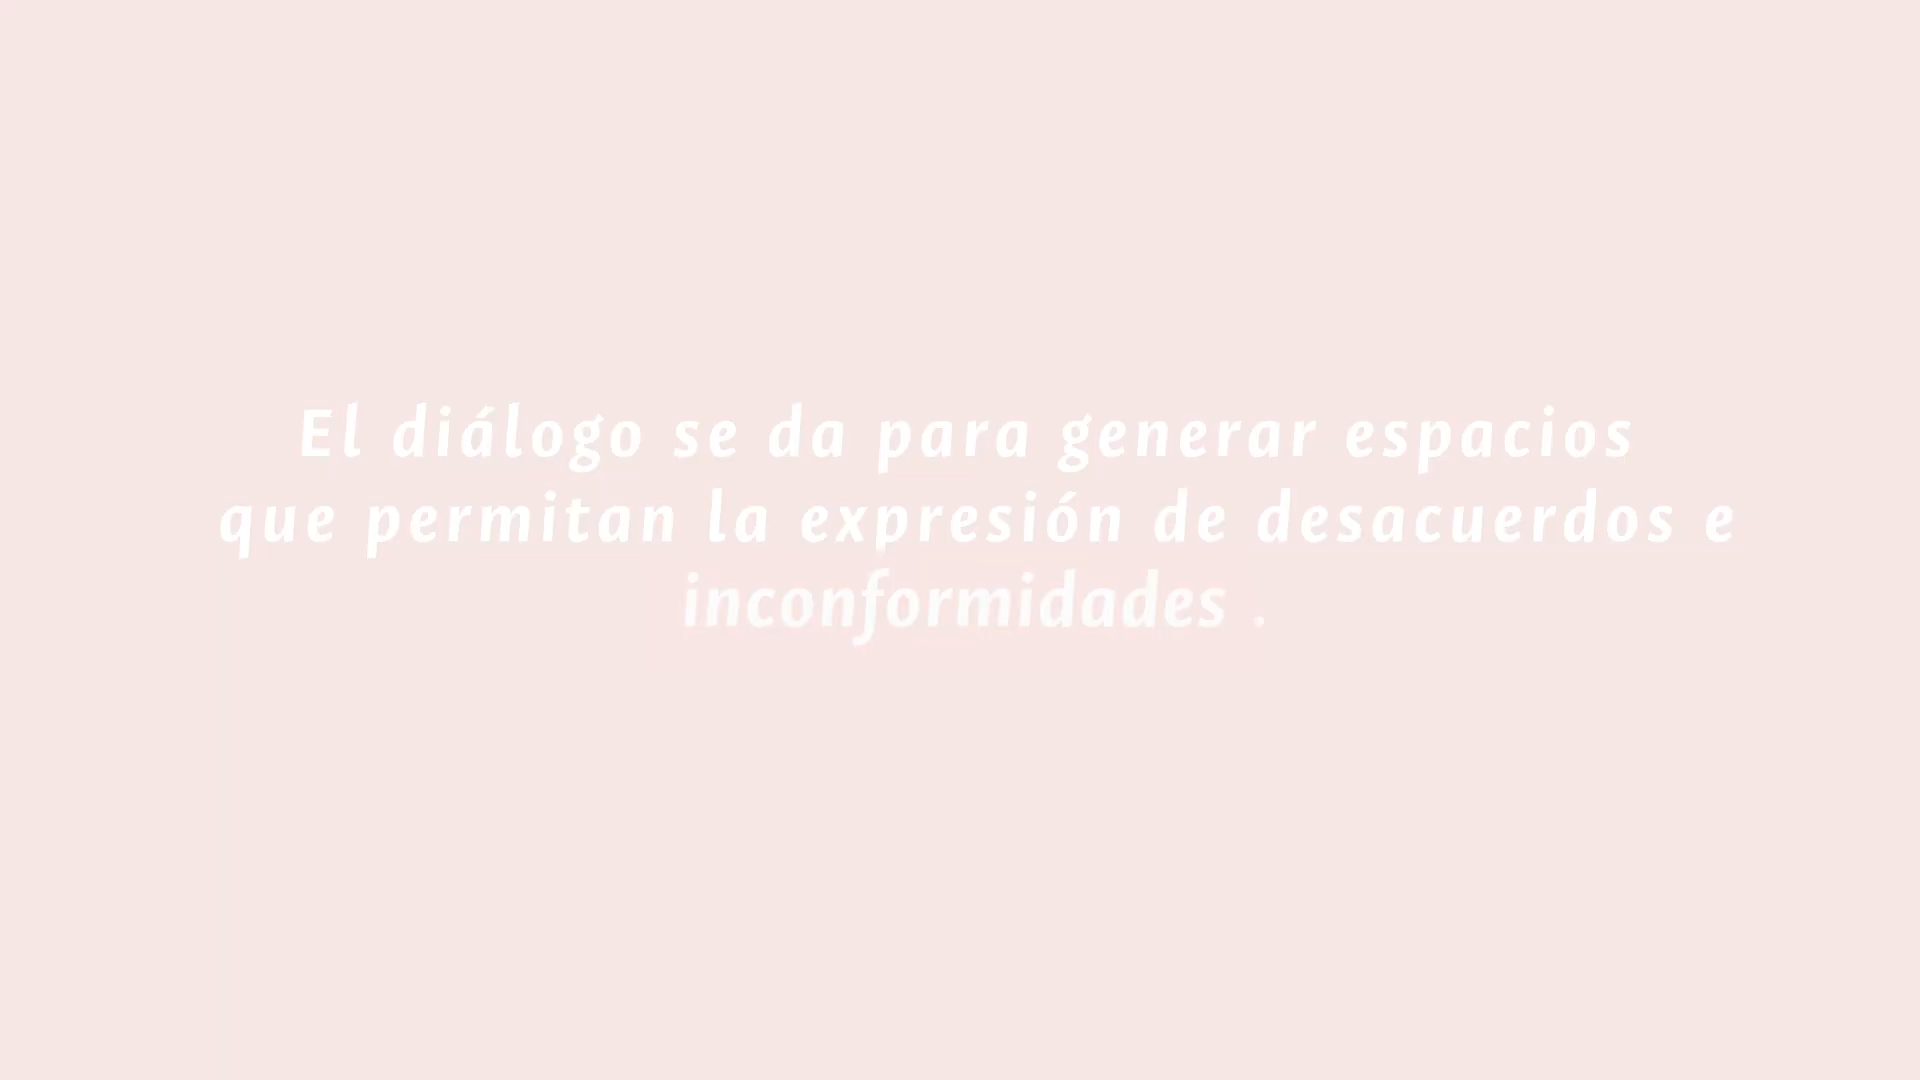 El diálogo se da para generar espacios
que permitan la expresión de desacuerdos e
inconformidades .